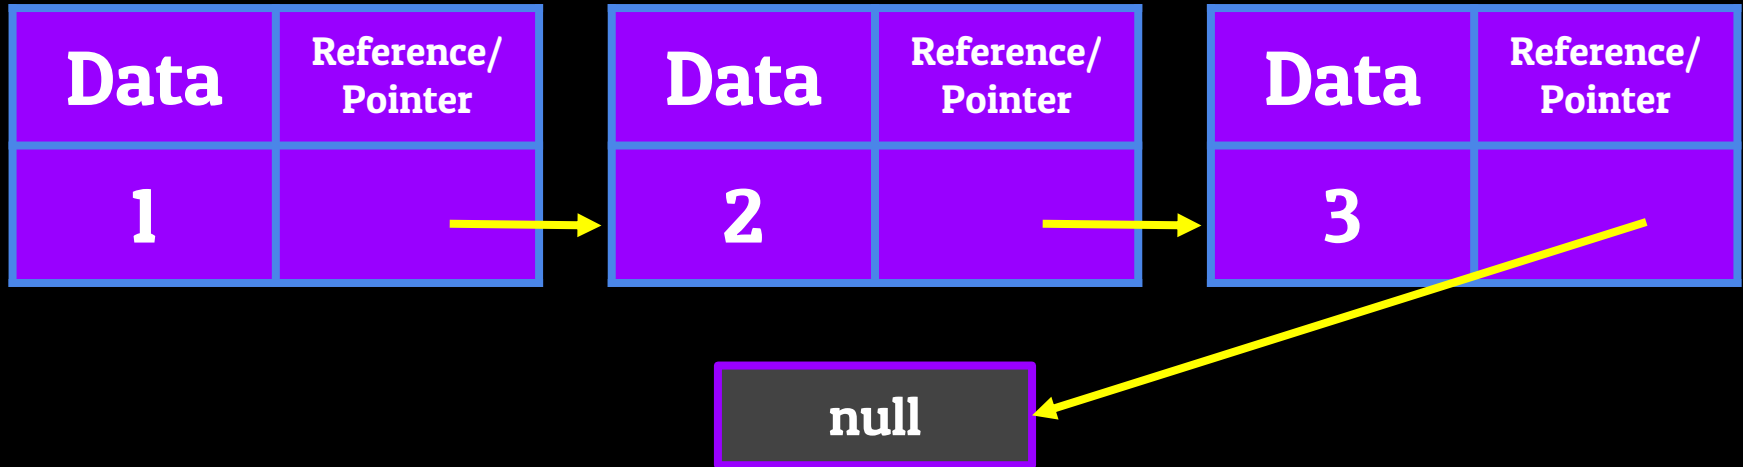 Data
Reference/
Pointer
Data
Reference/
Pointer
Data
Reference/
Pointer
1
2
3
null